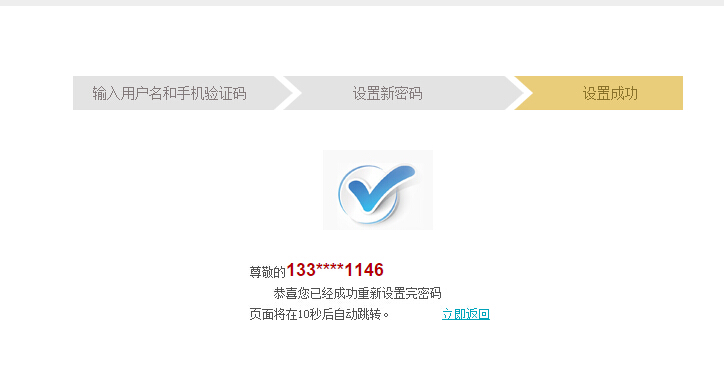 输入用户名和手机验证码 设置新密码 设置成功
尊敬的133****1146
恭喜您已经成功重新设置完密码
页面将在10秒后自动跳转。 立即返回